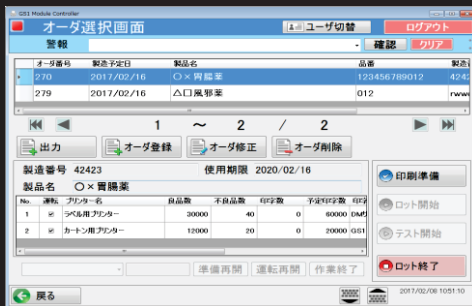 GS1 Module Controller
オーダ選択画面
ユーザ切替
ログアウト
警報
確認
クリア
オーダ番号 製造予定日 製品名 品番 製造
270 2017/02/16 ○×胃腸薬 123456789012 4242
279 2017/02/16 △□風邪薬 012
1 ～ 2 / 2
出力
オーダ登録
オーダ修正
オーダ削除
製造番号 42423 使用期限 2020/02/16
製品名 ○×胃腸薬
No. 運転 プリンター名 良品数 不良品数 印字数 予定印字数
1 ラベル用プリンター 30000 40 0 60000
2 カートン用プリンター 12000 20 0 20000 GS1
印刷準備
ロット開始
テスト開始
ロット終了
準備再開
運転再開
作業終了
戻る
2017/02/08 10:51:10